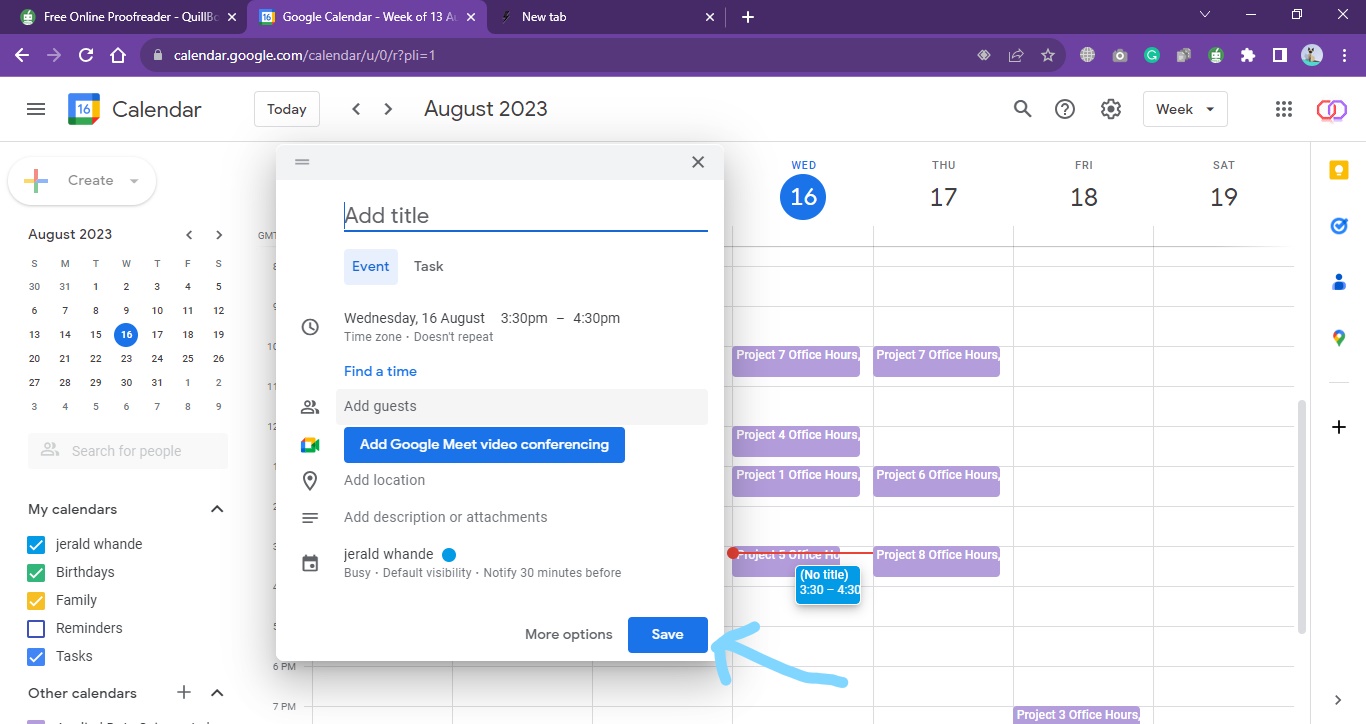 Free Online Proofreader - QuillBo
Google Calendar - Week of 13 Au
New tab
calendar.google.com/calendar/u/0/r?pli=1
16
Calendar
Today
August 2023
Week
Create
August 2023
S M T W T F S
30 31 1 2 3 4 5
6 7 8 9 10 11 12
13 14 15 16 17 18 19
20 21 22 23 24 25 26
27 28 29 30 31 1 2
3 4 5 6 7 8 9
Search for people
My calendars
jerald whande
Birthdays
Family
Reminders
Tasks
Other calendars
Add title
Event Task
Wednesday, 16 August 3:30pm – 4:30pm
Time zone · Doesn't repeat
Find a time
Add guests
Add Google Meet video conferencing
Add location
Add description or attachments
jerald whande
Busy · Default visibility · Notify 30 minutes before
More options
Save
WED THU FRI SAT
16 17 18 19
GMT
10
11
12
6 PM
7 PM
Project 7 Office Hours,
Project 7 Office Hours,
Project 4 Office Hours,
Project 1 Office Hours,
Project 6 Office Hours,
Project 5 Office Ho
Project 8 Office Hours,
(No title)
3:30 – 4:30
Project 3 Office Hours,